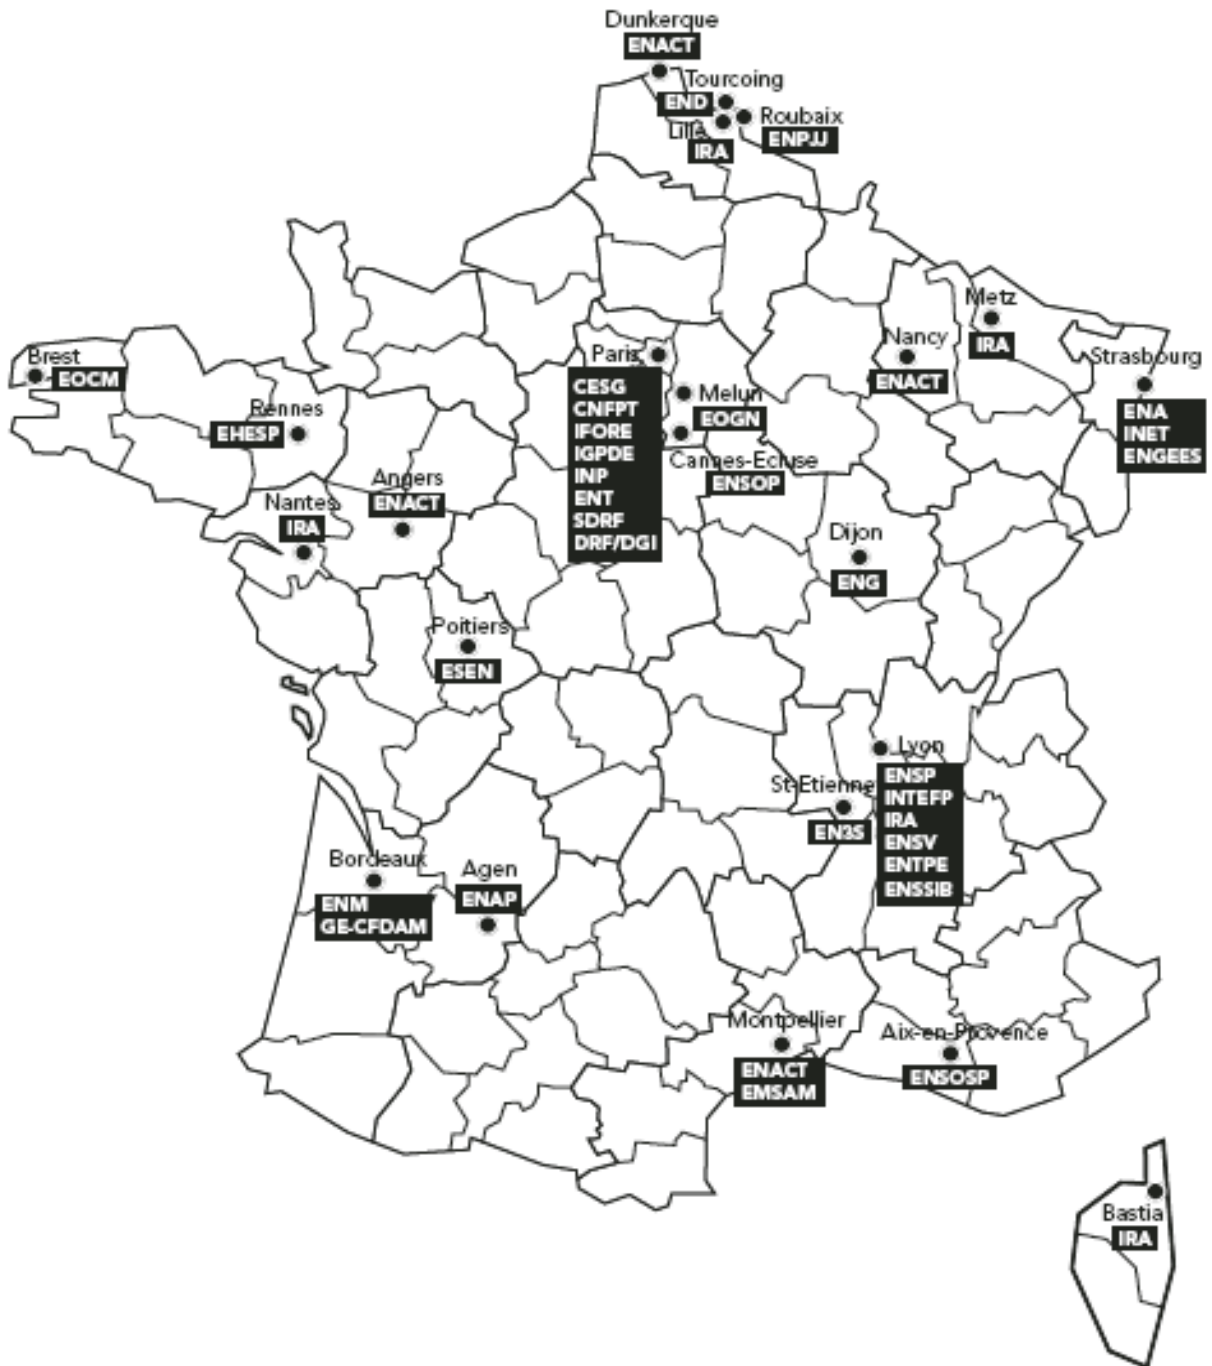 Dunkerque
ENACT
Tourcoing
END
Roubaix
ENPJJ
Lille
IRA
Metz
IRA
Nancy
ENACT
Strasbourg
ENA
INET
ENGEES
Brest
EOCM
Rennes
EHESP
Paris
CESG
CNFPT
IFORE
IGPDE
INP
ENT
SDRF
DRF/DGI
Melun
EOGN
Cannes-Ecluse
ENSOP
Angers
ENACT
Nantes
IRA
Dijon
ENG
Poitiers
ESEN
Lyon
ENSP
INTEFP
IRA
ENSV
ENTPE
ENSSIB
St-Etienne
EN3S
Bordeaux
ENM
GE-CFDAM
Agen
ENAP
Montpellier
ENACT
EMSAM
Aix-en-Provence
ENSOSP
Bastia
IRA